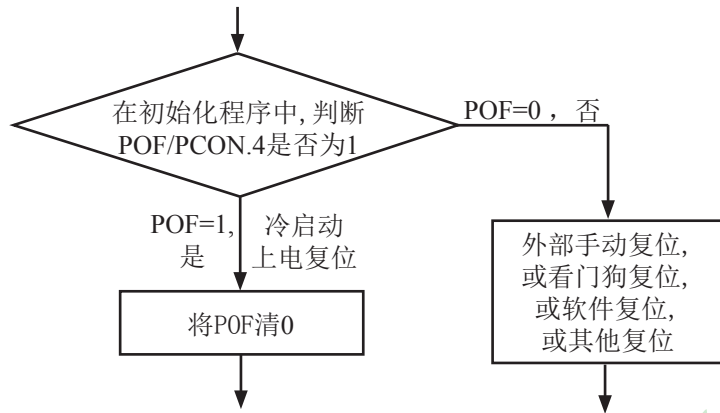 在初始化程序中, 判断
POF/PCON.4是否为1
POF=0 ，否
POF=1,
是
冷启动
上电复位
将POF清0
外部手动复位,
或看门狗复位,
或软件复位,
或其他复位